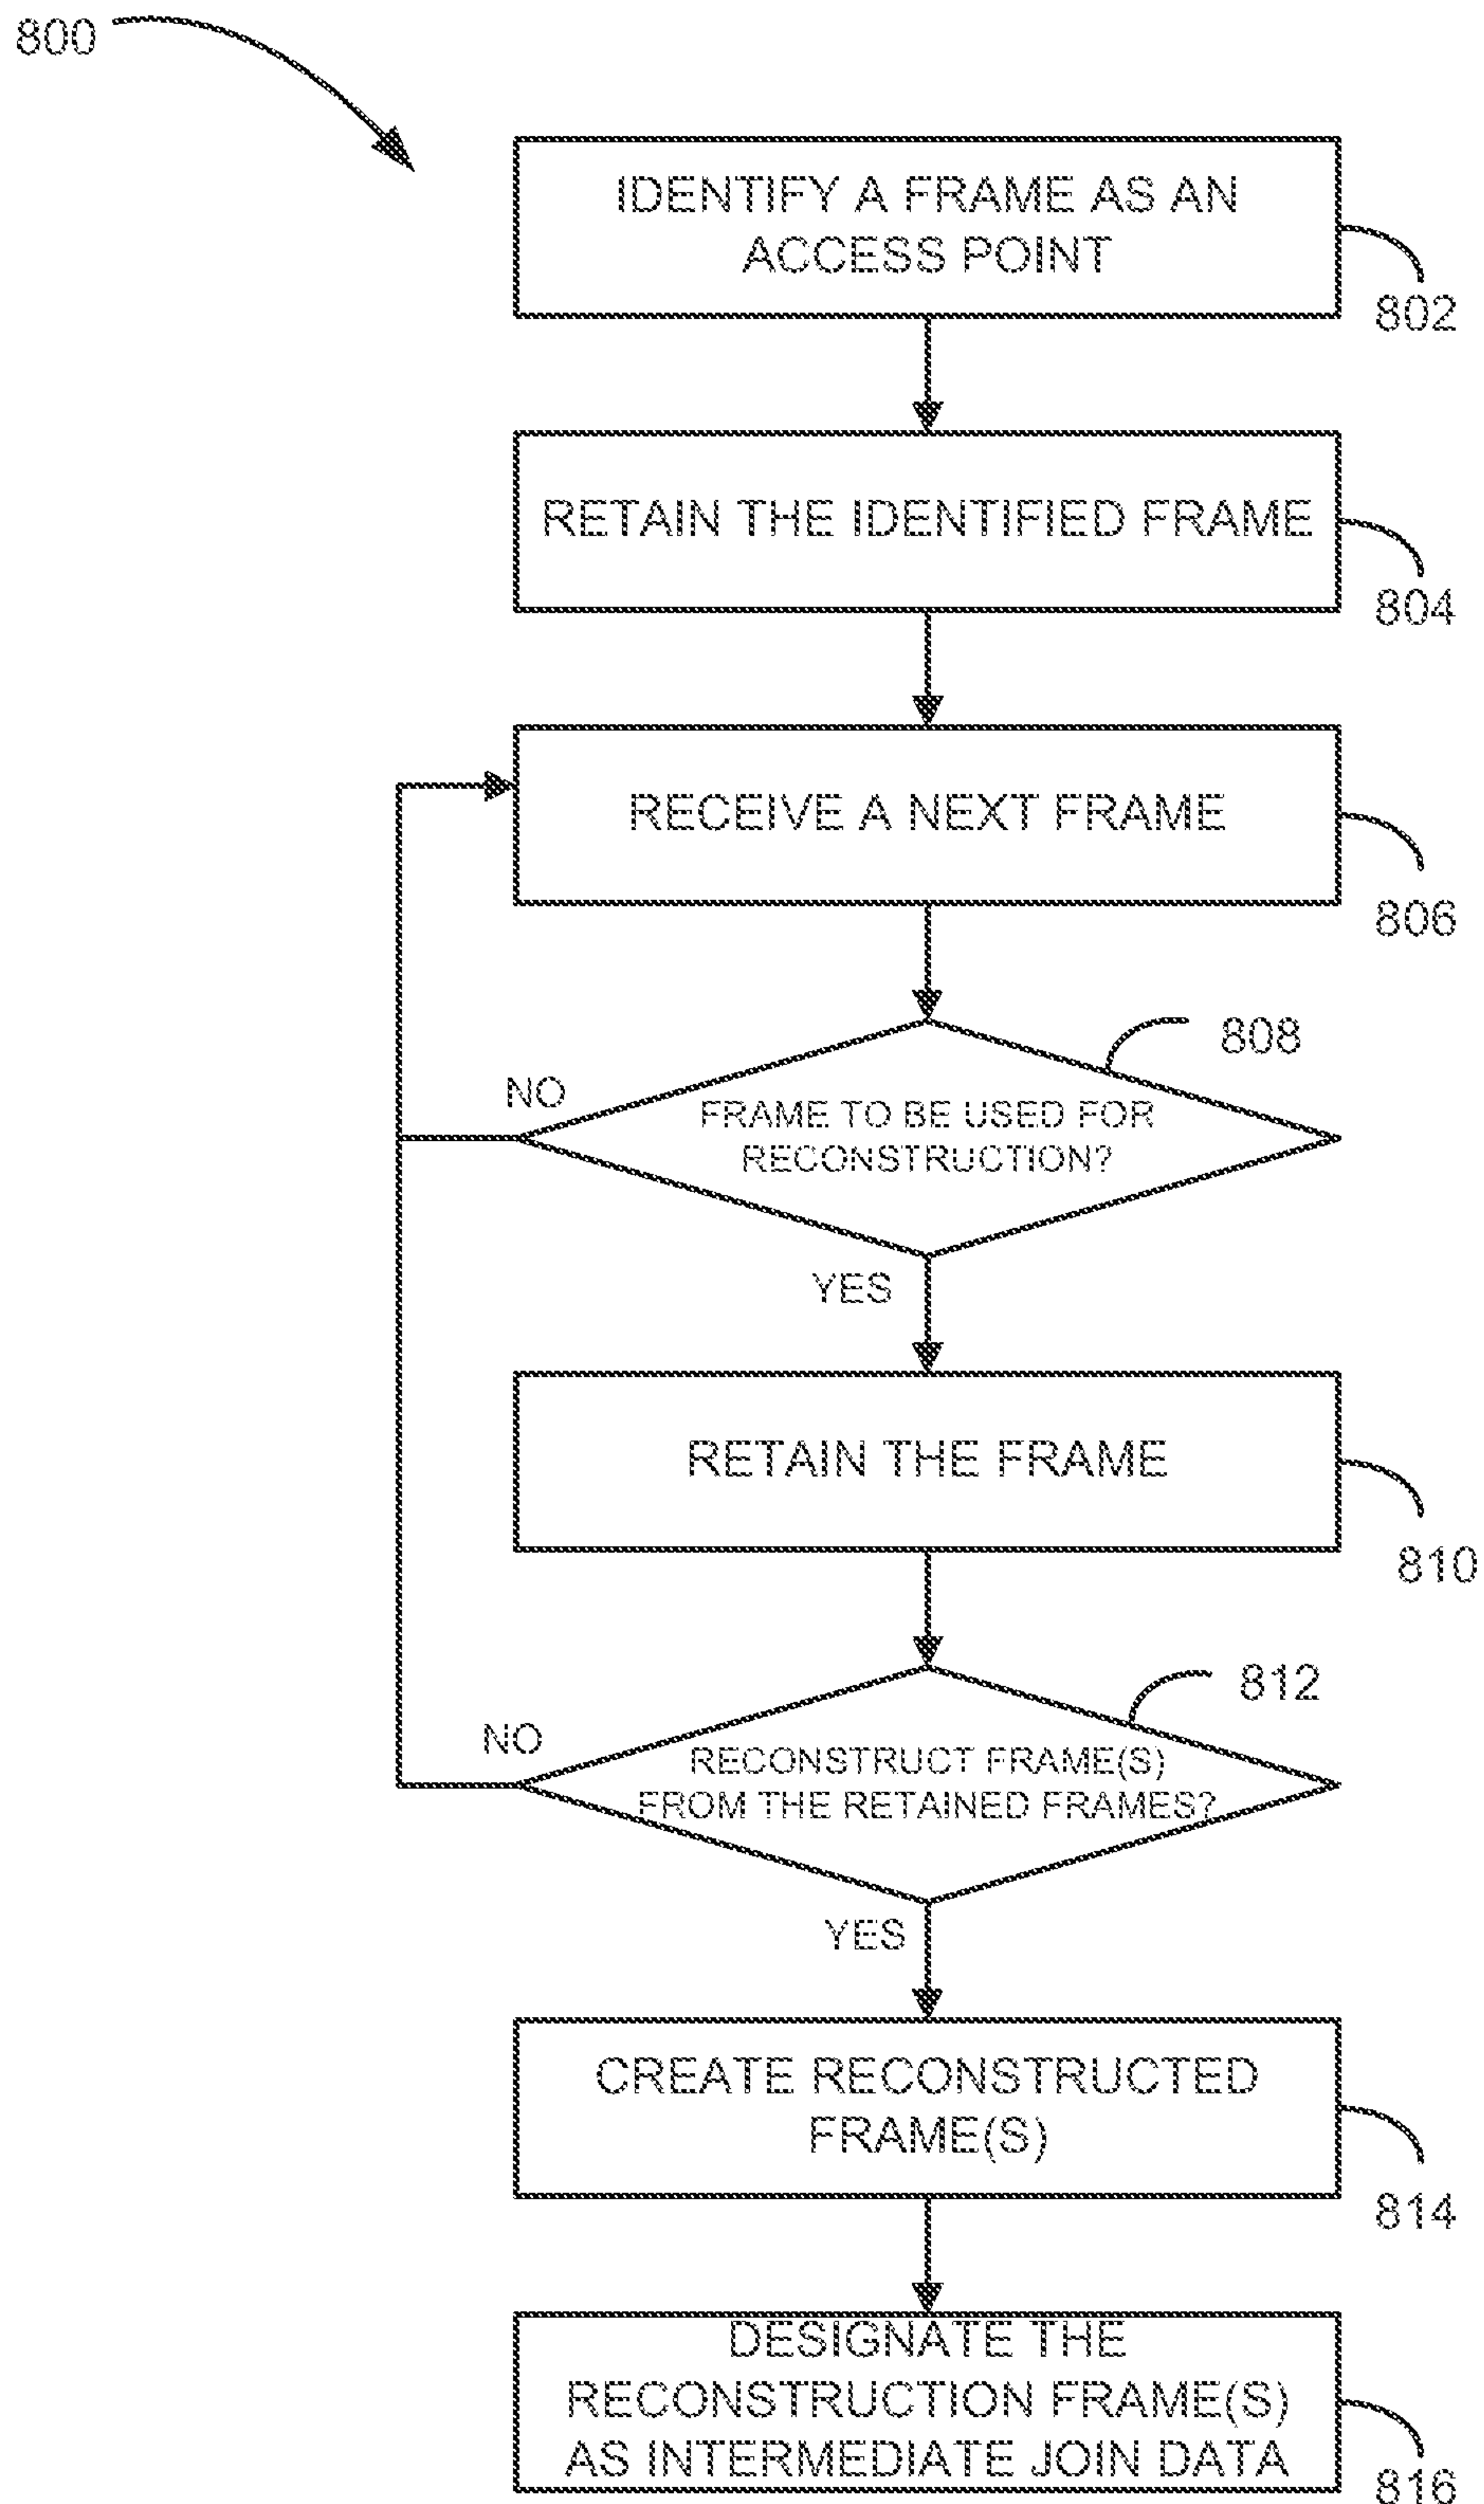 800
IDENTIFY A FRAME AS AN
ACCESS POINT
802
RETAIN THE IDENTIFIED FRAME
804
RECEIVE A NEXT FRAME
806
808
NO
FRAME TO BE USED FOR
RECONSTRUCTION?
YES
RETAIN THE FRAME
810
812
NO
RECONSTRUCT FRAME(S)
FROM THE RETAINED FRAMES?
YES
CREATE RECONSTRUCTED
FRAME(S)
814
DESIGNATE THE
RECONSTRUCTION FRAME(S)
AS INTERMEDIATE JOIN DATA
816